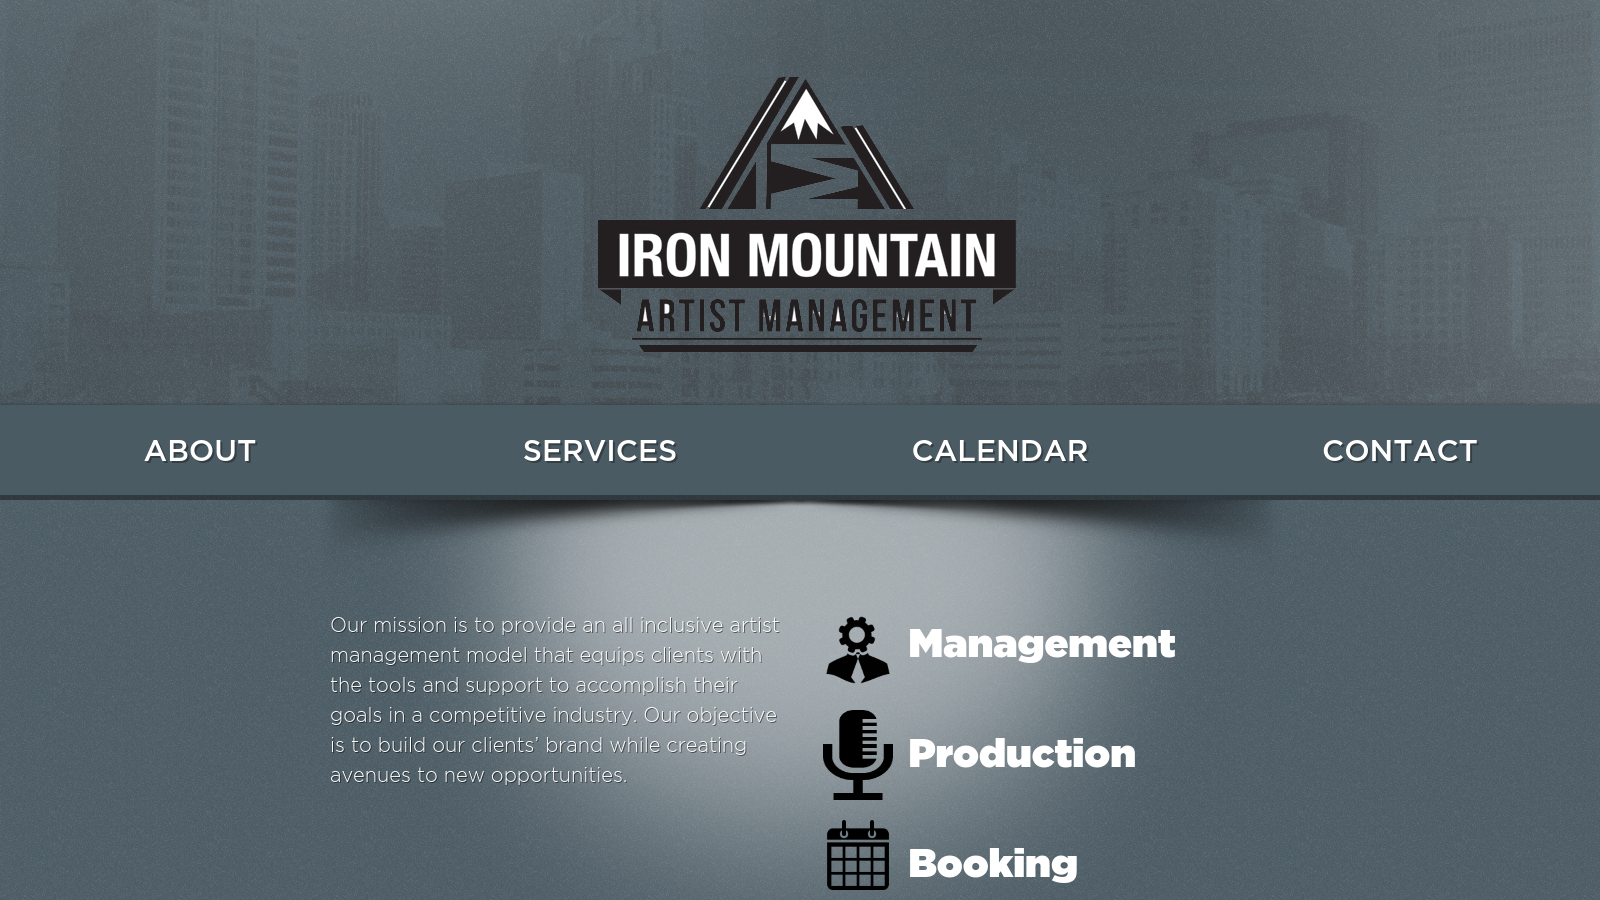 IRON MOUNTAIN
ARTIST MANAGEMENT
ABOUT SERVICES CALENDAR CONTACT
Our mission is to provide an all inclusive artist
management model that equips clients with
the tools and support to accomplish their
goals in a competitive industry. Our objective
is to build our clients’ brand while creating
avenues to new opportunities.
Management
Production
Booking